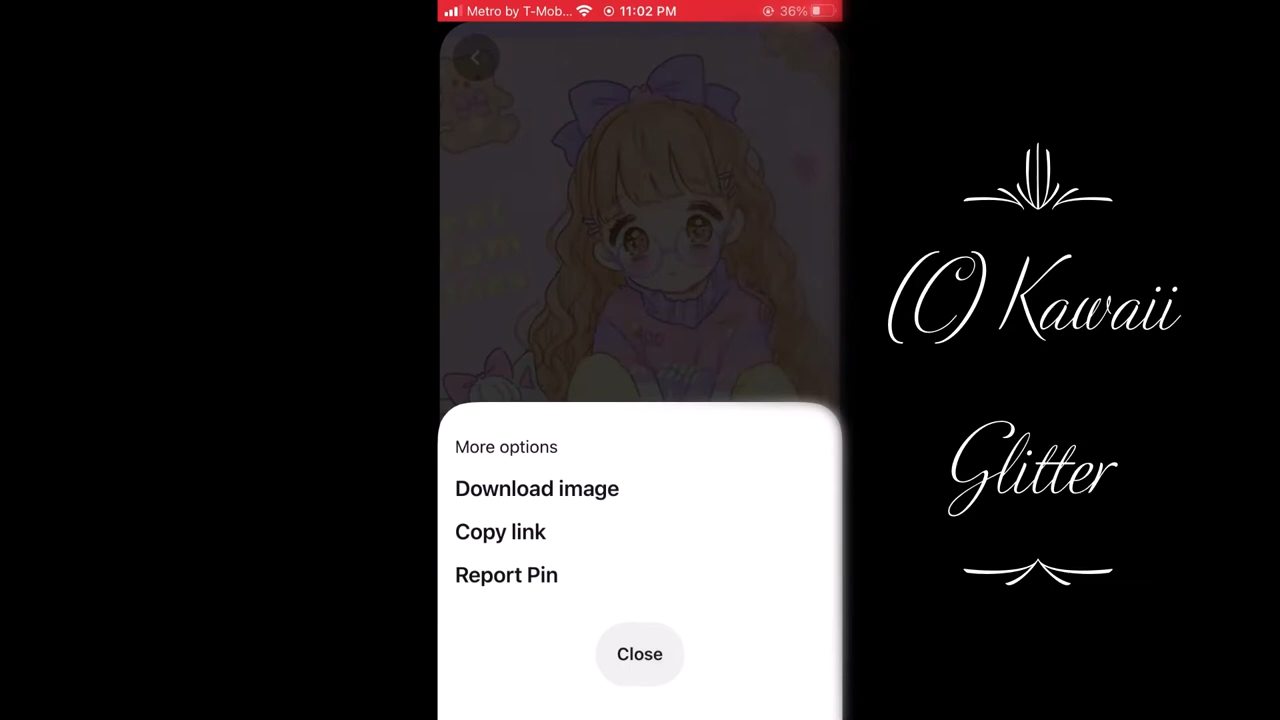 Metro by T-Mob... 11:02 PM 36%
More options
Download image
Copy link
Report Pin
Close
(C) Kawaii
Glitter